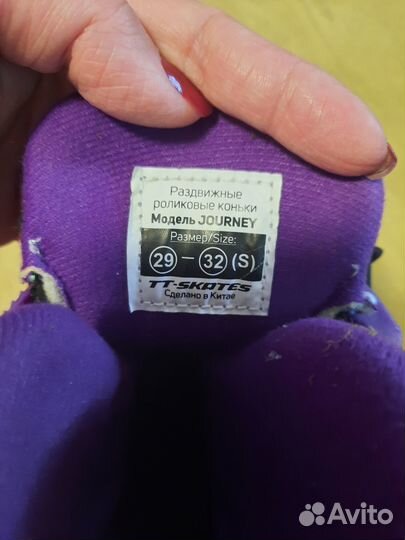 Раздвижные
роликовые коньки
Модель JOURNEY
Размер/Size:
29 — 32 (S)
TT-SKATES
Сделано в Китае
Avito